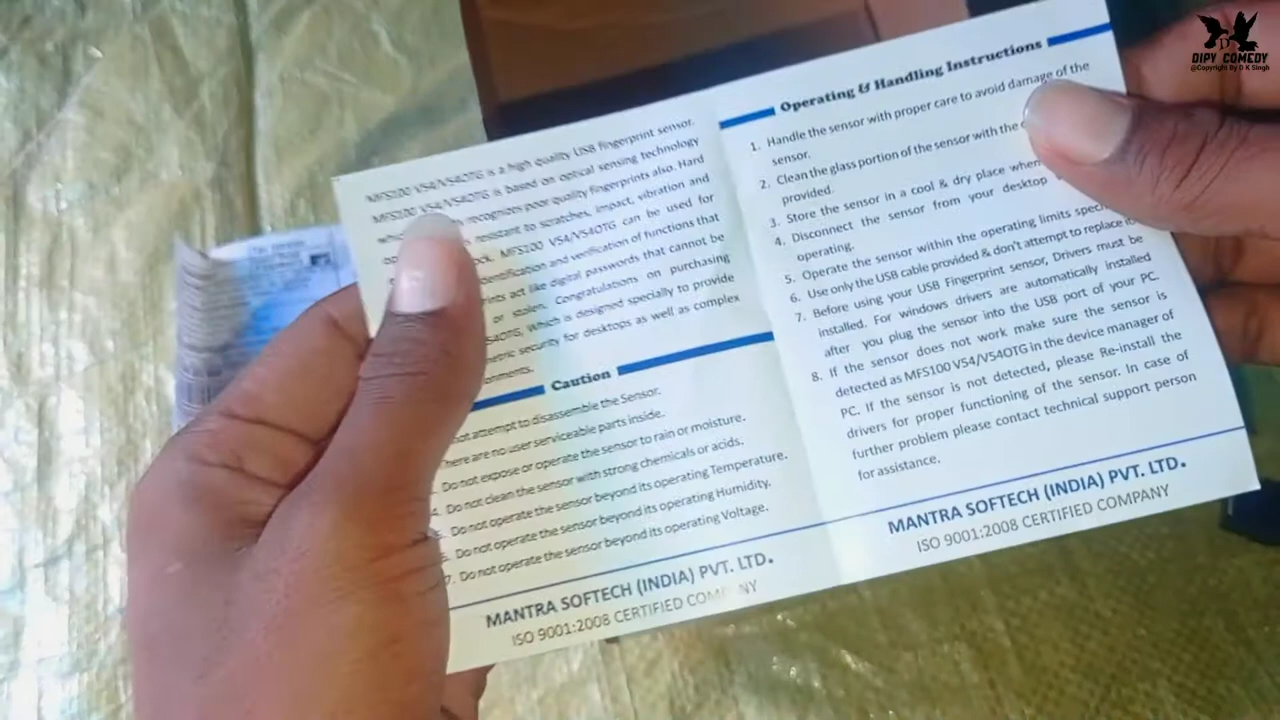 MFS100 V54/V54OTG is a high quality USB fingerprint sensor.
MFS100 V54/V54OTG is based on optical sensing technology
recognizes poor quality fingerprints also. Hard
resistant to scratches, impact, vibration and
MFS100 V54/V54OTG can be used for
identification and verification of functions that
act like digital passwords that cannot be
or stolen. Congratulations on purchasing
Which is designed specially to provide
security for desktops as well as complex
Caution
attempt to disassemble the Sensor.
There are no user serviceable parts inside.
Do not expose or operate the sensor to rain or moisture.
4. Do not clean the sensor with strong chemicals or acids.
Do not operate the sensor beyond its operating Temperature.
Do not operate the sensor beyond its operating Humidity.
7. Do not operate the sensor beyond its operating Voltage.
MANTRA SOFTECH (INDIA) PVT. LTD.
ISO 9001:2008 CERTIFIED COMPANY
Operating & Handling Instructions
1. Handle the sensor with proper care to avoid damage of the
sensor.
2. Clean the glass portion of the sensor with the
provided.
3. Store the sensor in a cool & dry place when
4. Disconnect the sensor from your desktop
operating.
5. Operate the sensor within the operating limits
6. Use only the USB cable provided & don't attempt to replace
7. Before using your USB Fingerprint sensor, Drivers must be
installed. For windows drivers are automatically installed
after you plug the sensor into the USB port of your PC.
8. If the sensor does not work make sure the sensor is
detected as MFS100 V54/V54OTG in the device manager of
PC. If the sensor is not detected, please Re-install the
drivers for proper functioning of the sensor. In case of
further problem please contact technical support person
for assistance.
MANTRA SOFTECH (INDIA) PVT. LTD.
ISO 9001:2008 CERTIFIED COMPANY
DIPY COMEDY
@Copyright By D K Singh